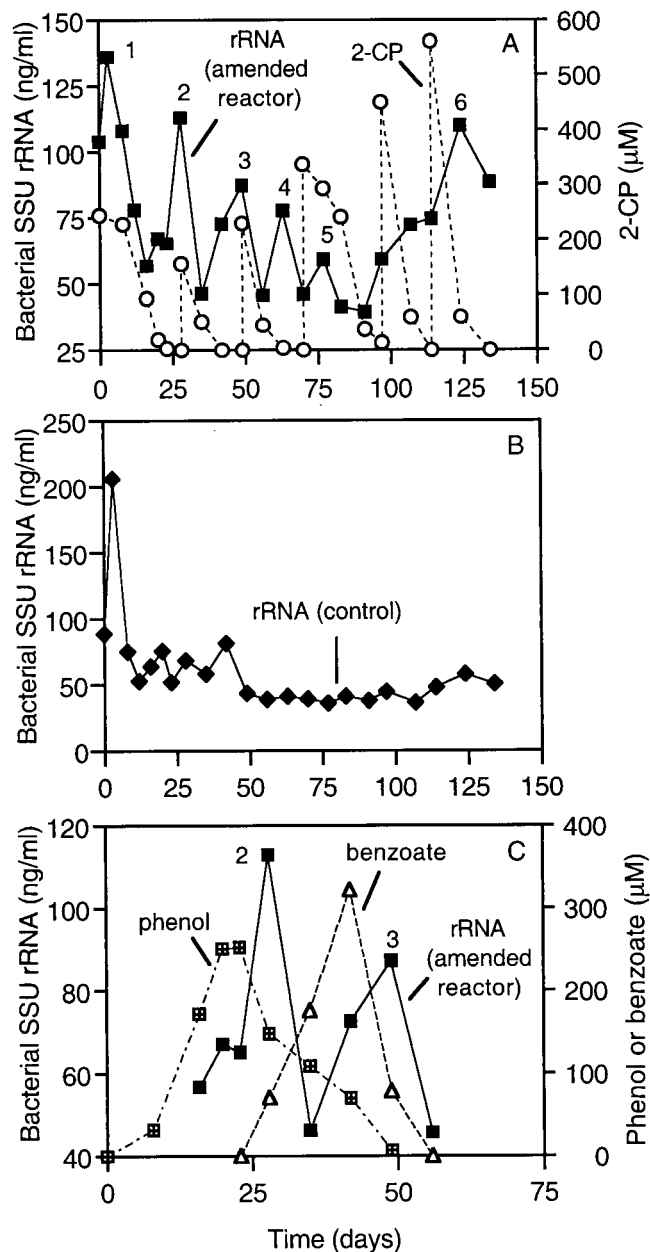 150
125
100
75
50
25
Bacterial SSU rRNA (ng/ml)
1
2
3
4
5
6
rRNA
(amended
reactor)
2-CP
A
600
500
400
300
200
100
0
2-CP (µM)
0 25 50 75 100 125 150
250
200
150
100
50
0
Bacterial SSU rRNA (ng/ml)
B
rRNA (control)
0 25 50 75 100 125 150
120
100
80
60
40
Bacterial SSU rRNA (ng/ml)
phenol
2
benzoate
C
3
rRNA
(amended
reactor)
400
300
200
100
0
Phenol or benzoate (µM)
0 25 50 75
Time (days)